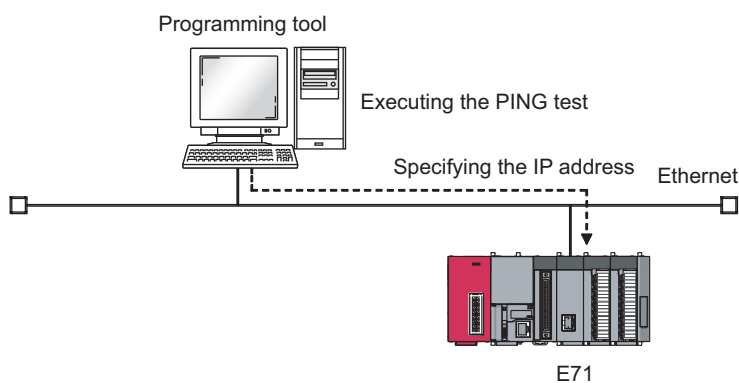 Programming tool
Executing the PING test
Specifying the IP address
Ethernet
E71